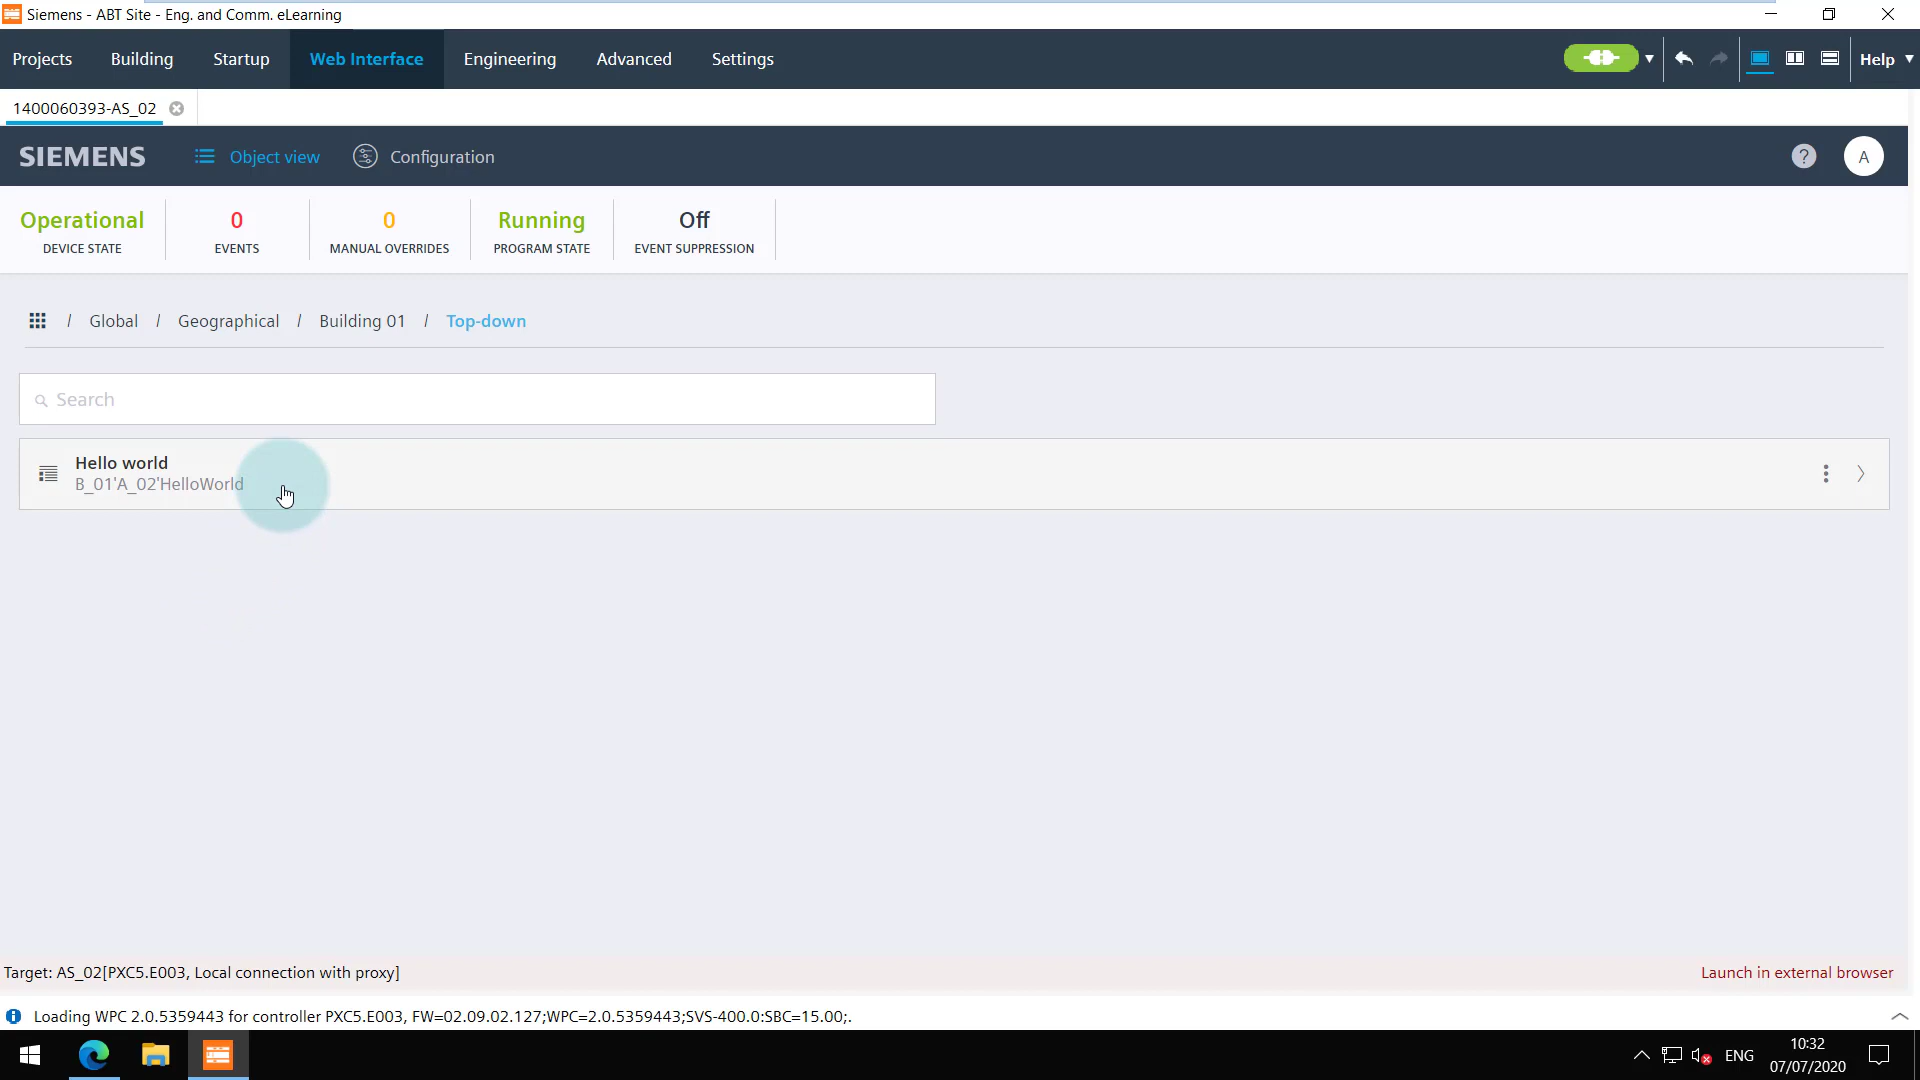 Siemens - ABT Site - Eng. and Comm. eLearning
Projects Building Startup Web Interface Engineering Advanced Settings Help
1400060393-AS_02
SIEMENS Object view Configuration ? A
Operational 0 0 Running Off
DEVICE STATE EVENTS MANUAL OVERRIDES PROGRAM STATE EVENT SUPPRESSION
/ Global / Geographical / Building 01 / Top-down
Search
Hello world
B_01'A_02'HelloWorld
Target: AS_02[PXC5.E003, Local connection with proxy] Launch in external browser
Loading WPC 2.0.5359443 for controller PXC5.E003, FW=02.09.02.127;WPC=2.0.5359443;SVS-400.0:SBC=15.00;.
ENG 10:32
07/07/2020